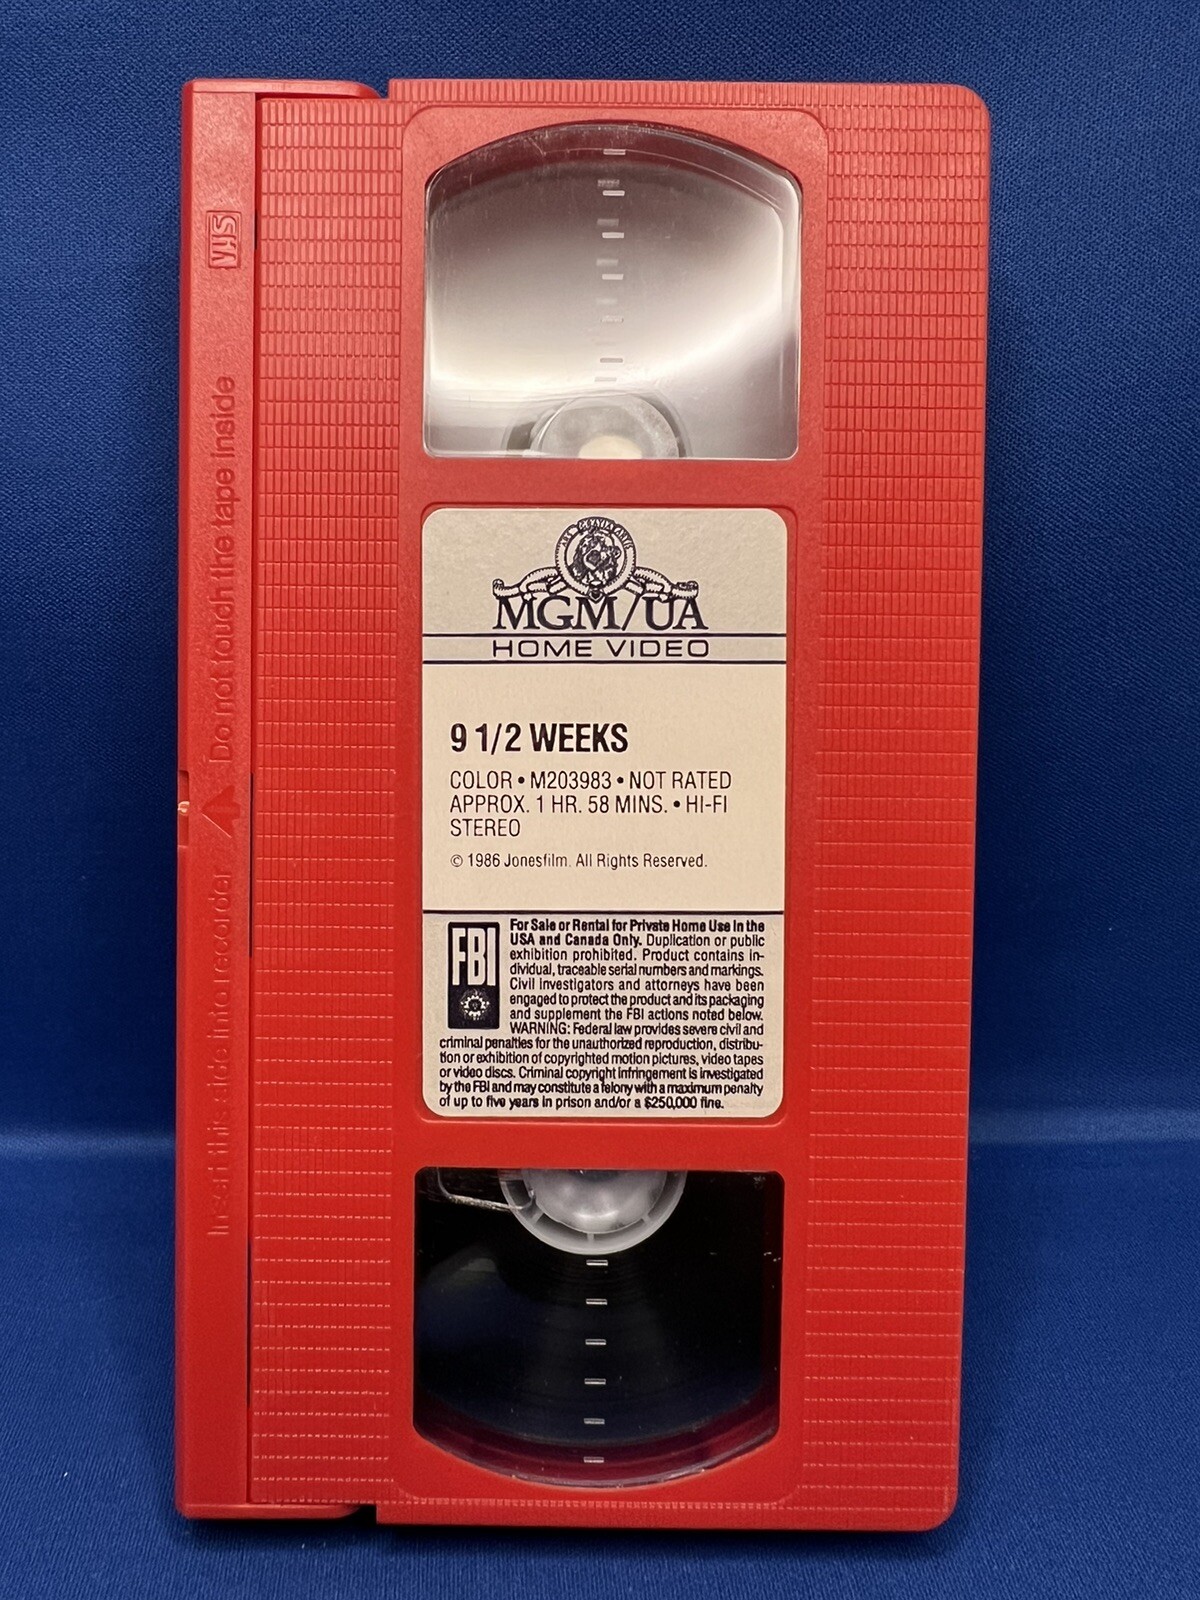 VHS
Do not touch the tape inside
Insert this side into recorder
ARS GRATIA ARTIS
MGM/UA
HOME VIDEO
9 1/2 WEEKS
COLOR • M203983 • NOT RATED
APPROX. 1 HR. 58 MINS. • HI-FI
STEREO
© 1986 Jonesfilm. All Rights Reserved.
FBI
For Sale or Rental for Private Home Use in the
USA and Canada Only. Duplication or public
exhibition prohibited. Product contains in-
dividual, traceable serial numbers and markings.
Civil investigators and attorneys have been
engaged to protect the product and its packaging
and supplement the FBI actions noted below.
WARNING: Federal law provides severe civil and
criminal penalties for the unauthorized reproduction, distribu-
tion or exhibition of copyrighted motion pictures, video tapes
or video discs. Criminal copyright infringement is investigated
by the FBI and may constitute a felony with a maximum penalty
of up to five years in prison and/or a $250,000 fine.